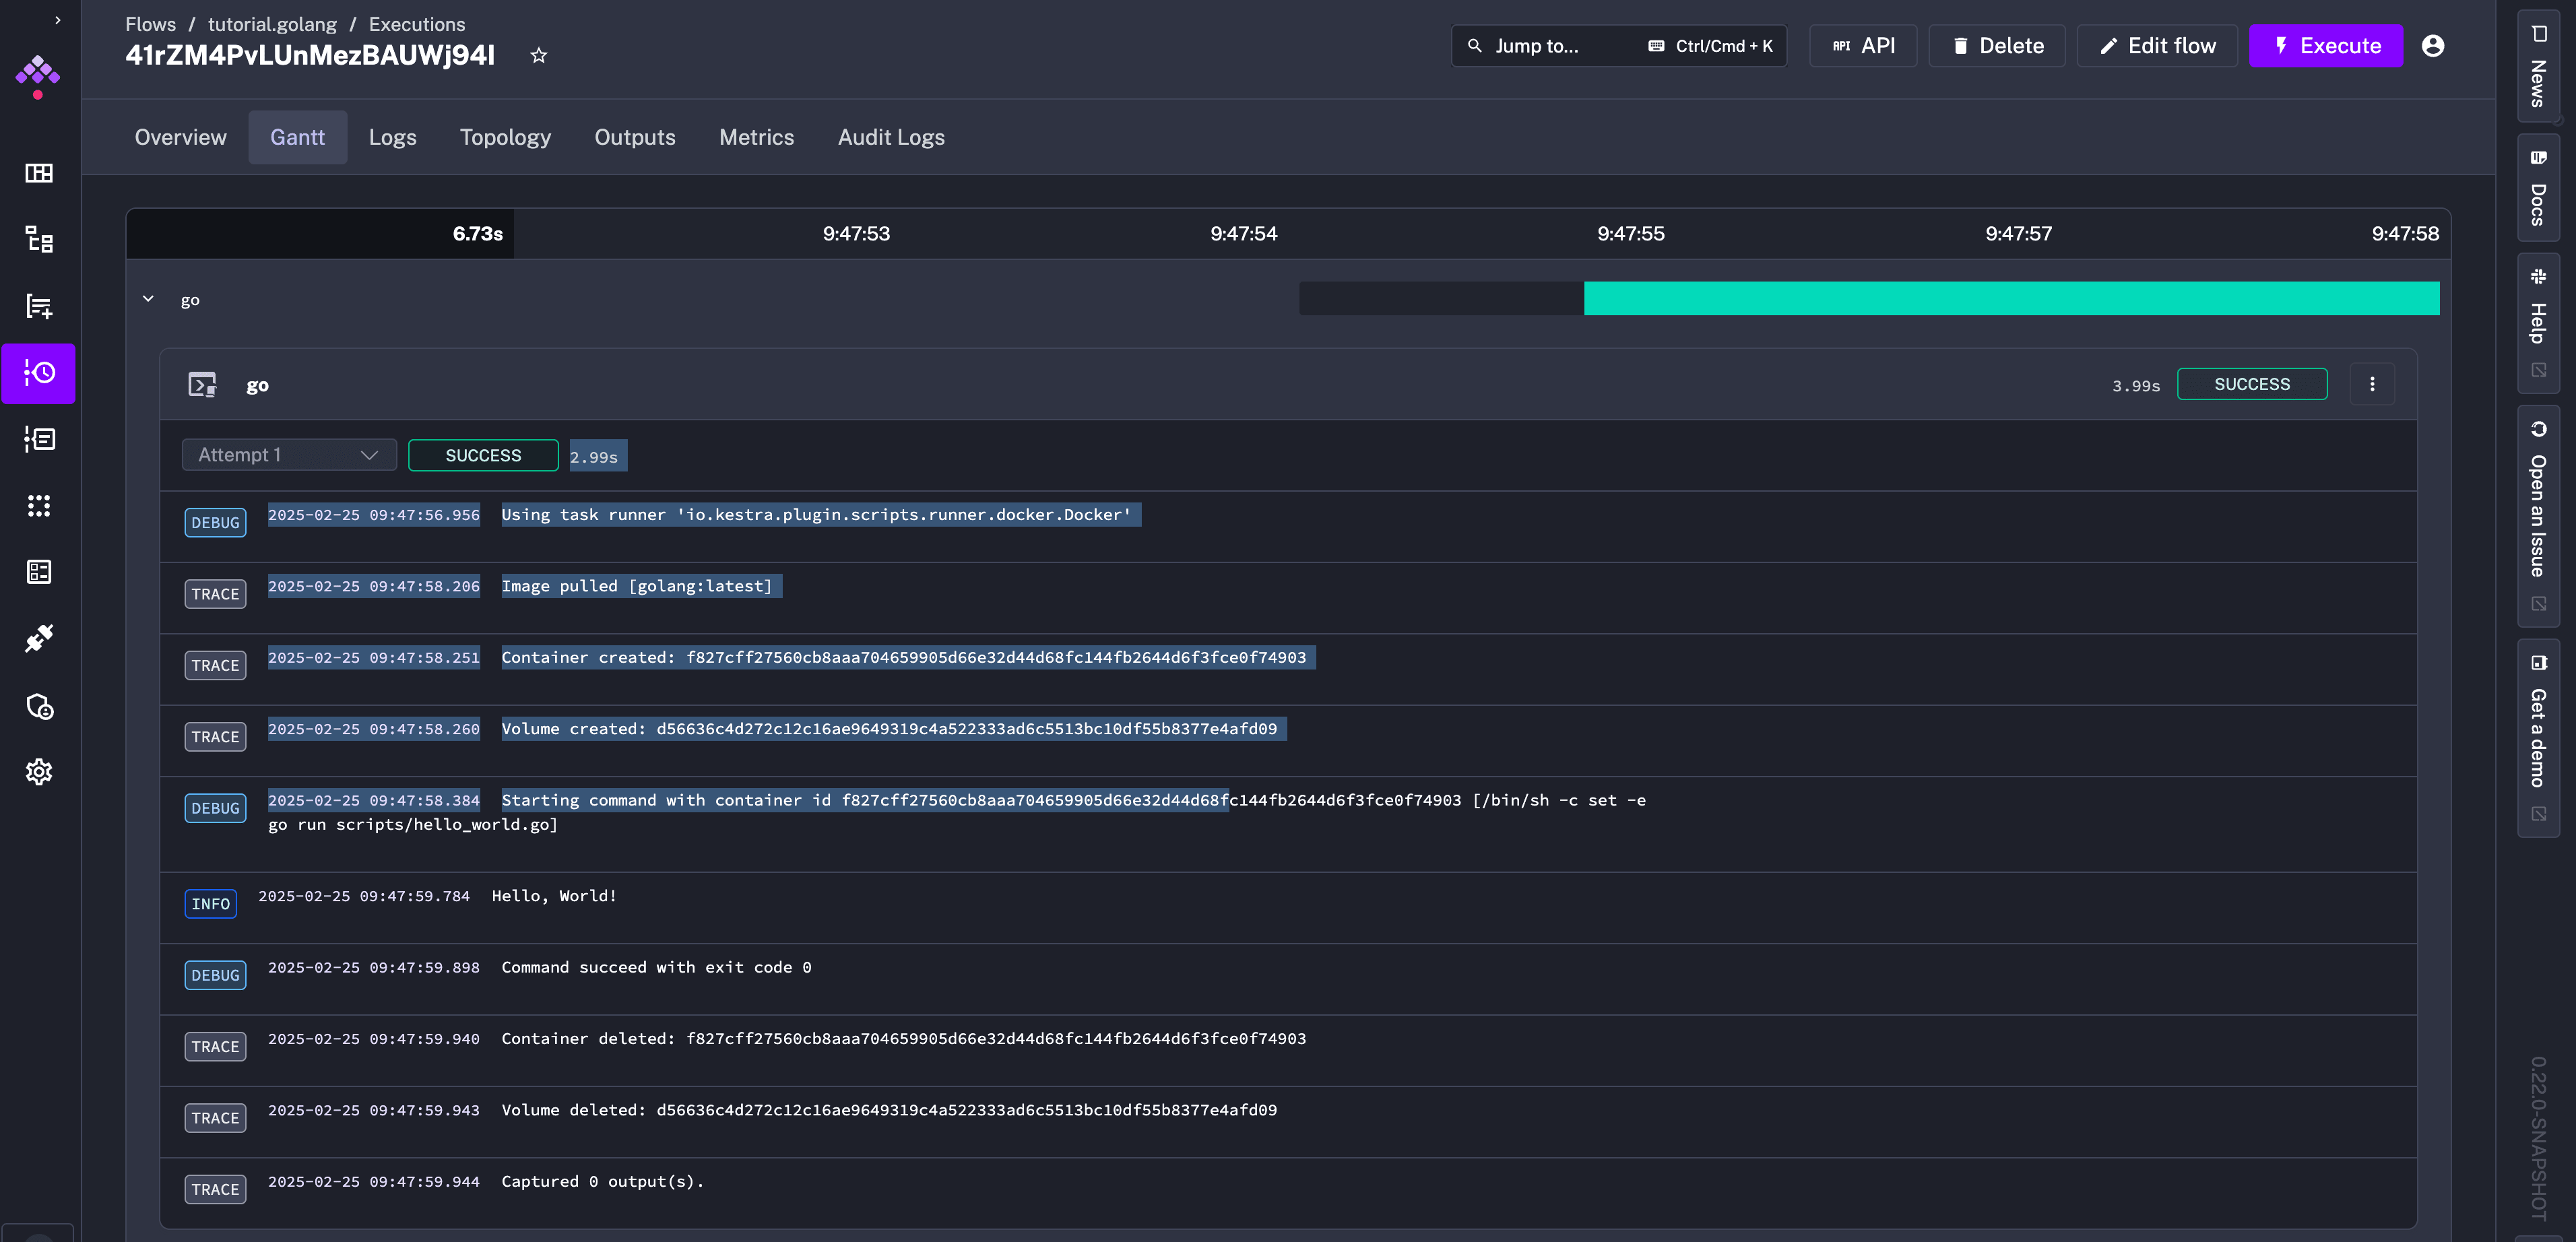 Flows / tutorial.golang / Executions
41rZM4PvLUnMezBAUWj94I
Jump to... Ctrl/Cmd + K
API API
Delete
Edit flow
Execute
Overview Gantt Logs Topology Outputs Metrics Audit Logs
6.73s 9:47:53 9:47:54 9:47:55 9:47:57 9:47:58
go
go 3.99s SUCCESS
Attempt 1 SUCCESS 2.99s
DEBUG 2025-02-25 09:47:56.956 Using task runner 'io.kestra.plugin.scripts.runner.docker.Docker'
TRACE 2025-02-25 09:47:58.206 Image pulled [golang:latest]
TRACE 2025-02-25 09:47:58.251 Container created: f827cff27560cb8aaa704659905d66e32d44d68fc144fb2644d6f3fce0f74903
TRACE 2025-02-25 09:47:58.260 Volume created: d56636c4d272c12c16ae9649319c4a522333ad6c5513bc10df55b8377e4afd09
DEBUG 2025-02-25 09:47:58.384 Starting command with container id f827cff27560cb8aaa704659905d66e32d44d68fc144fb2644d6f3fce0f74903 [/bin/sh -c set -e
go run scripts/hello_world.go]
INFO 2025-02-25 09:47:59.784 Hello, World!
DEBUG 2025-02-25 09:47:59.898 Command succeed with exit code 0
TRACE 2025-02-25 09:47:59.940 Container deleted: f827cff27560cb8aaa704659905d66e32d44d68fc144fb2644d6f3fce0f74903
TRACE 2025-02-25 09:47:59.943 Volume deleted: d56636c4d272c12c16ae9649319c4a522333ad6c5513bc10df55b8377e4afd09
TRACE 2025-02-25 09:47:59.944 Captured 0 output(s).
News
Docs
Help
Open an Issue
Get a demo
0.22.0-SNAPSHOT